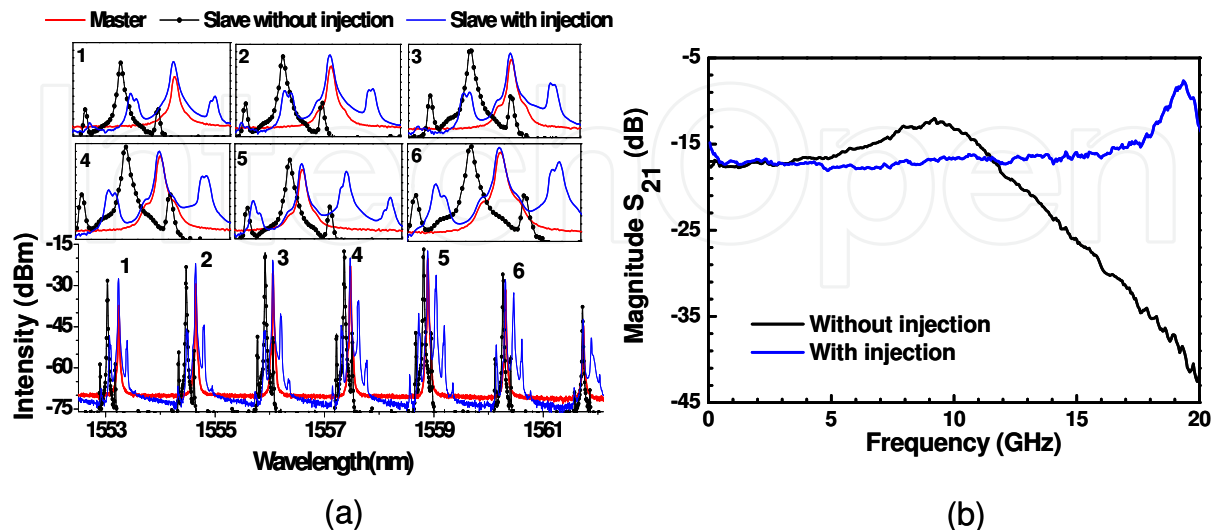 Master Slave without injection Slave with injection
1 2 3
4 5 6
Intensity (dBm)
-15
-30
-45
-60
-75
1 2 3 4 5 6
1553 1555 1557 1559 1561
Wavelength(nm)
(a)
Magnitude S21 (dB)
-5
-15
-25
-35
-45
Without injection
With injection
0 5 10 15 20
Frequency (GHz)
(b)
InTechOpen